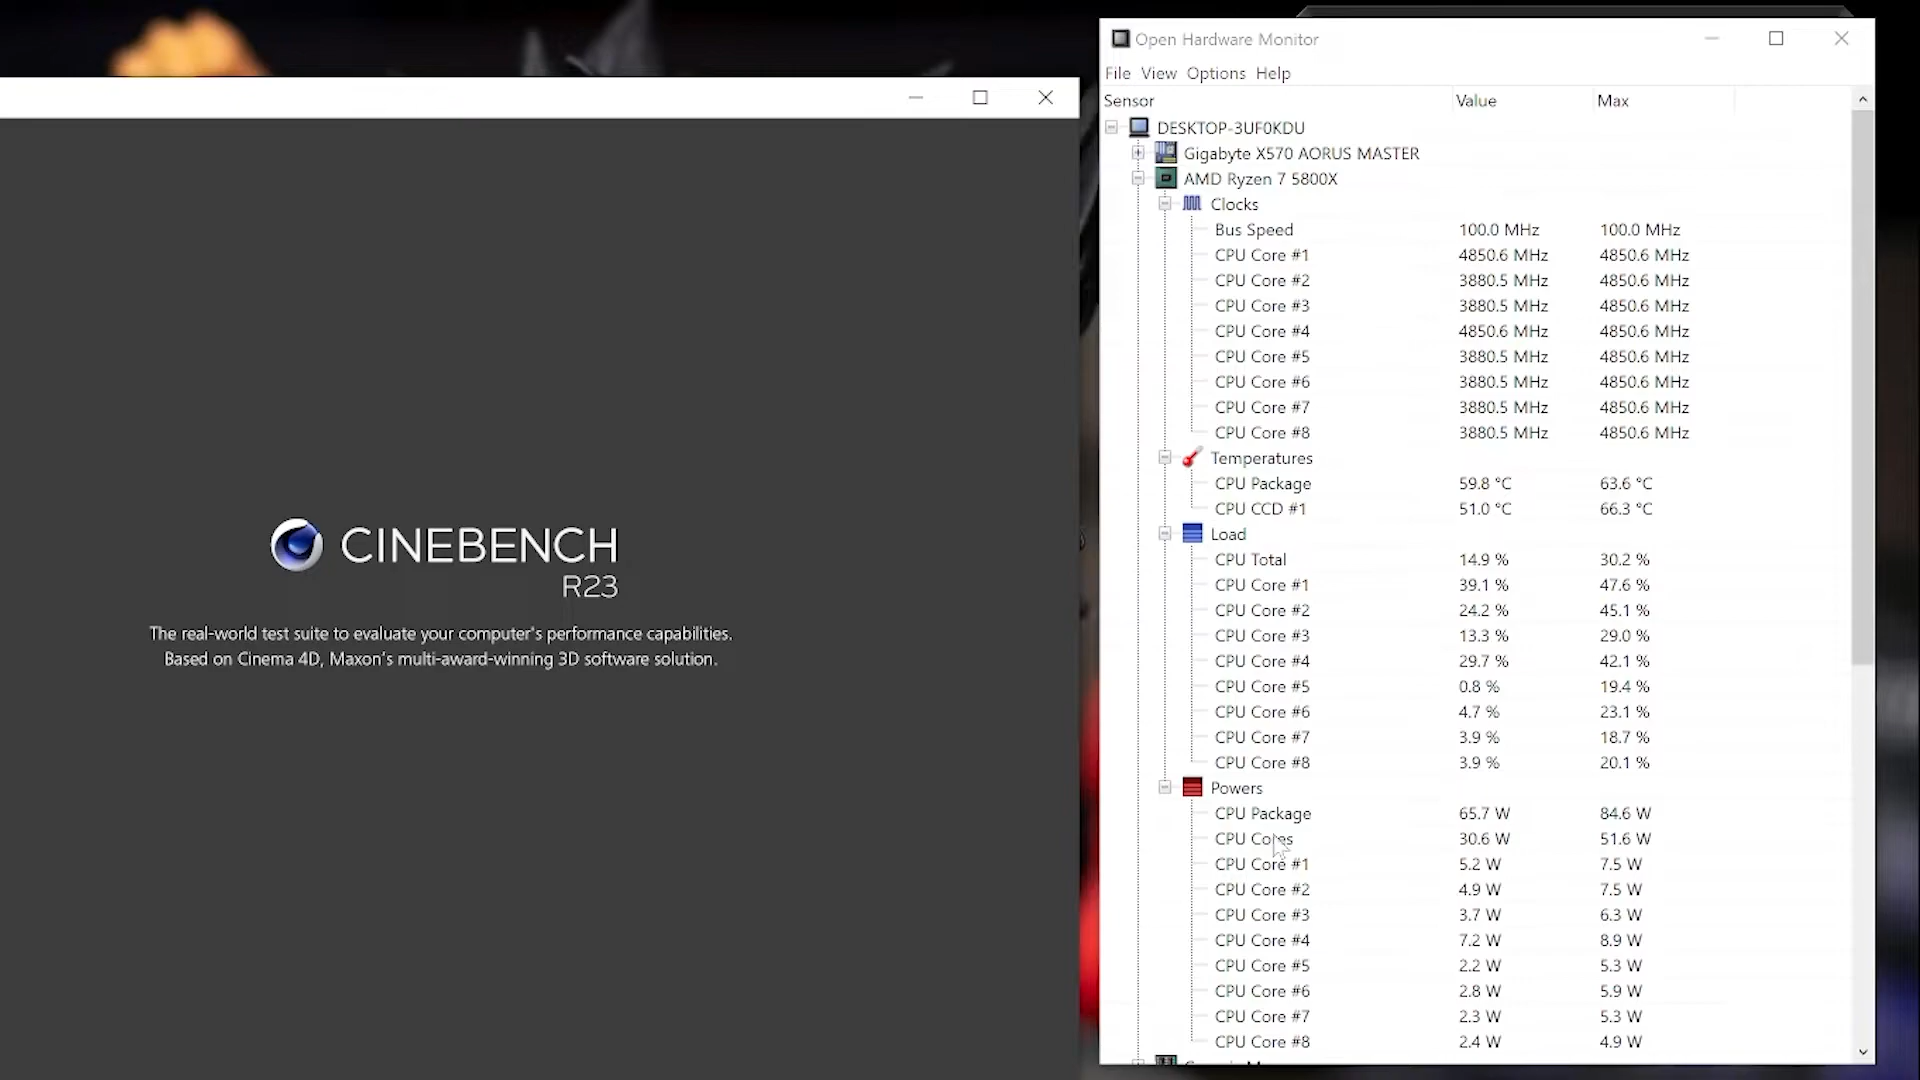 CINEBENCH
R23
The real-world test suite to evaluate your computer's performance capabilities.
Based on Cinema 4D, Maxon's multi-award-winning 3D software solution.
Open Hardware Monitor
File View Options Help
Sensor Value Max
DESKTOP-3UF0KDU
Gigabyte X570 AORUS MASTER
AMD Ryzen 7 5800X
Clocks
Bus Speed 100.0 MHz 100.0 MHz
CPU Core #1 4850.6 MHz 4850.6 MHz
CPU Core #2 3880.5 MHz 4850.6 MHz
CPU Core #3 3880.5 MHz 4850.6 MHz
CPU Core #4 4850.6 MHz 4850.6 MHz
CPU Core #5 3880.5 MHz 4850.6 MHz
CPU Core #6 3880.5 MHz 4850.6 MHz
CPU Core #7 3880.5 MHz 4850.6 MHz
CPU Core #8 3880.5 MHz 4850.6 MHz
Temperatures
CPU Package 59.8 °C 63.6 °C
CPU CCD #1 51.0 °C 66.3 °C
Load
CPU Total 14.9 % 30.2 %
CPU Core #1 39.1 % 47.6 %
CPU Core #2 24.2 % 45.1 %
CPU Core #3 13.3 % 29.0 %
CPU Core #4 29.7 % 42.1 %
CPU Core #5 0.8 % 19.4 %
CPU Core #6 4.7 % 23.1 %
CPU Core #7 3.9 % 18.7 %
CPU Core #8 3.9 % 20.1 %
Powers
CPU Package 65.7 W 84.6 W
CPU Cores 30.6 W 51.6 W
CPU Core #1 5.2 W 7.5 W
CPU Core #2 4.9 W 7.5 W
CPU Core #3 3.7 W 6.3 W
CPU Core #4 7.2 W 8.9 W
CPU Core #5 2.2 W 5.3 W
CPU Core #6 2.8 W 5.9 W
CPU Core #7 2.3 W 5.3 W
CPU Core #8 2.4 W 4.9 W